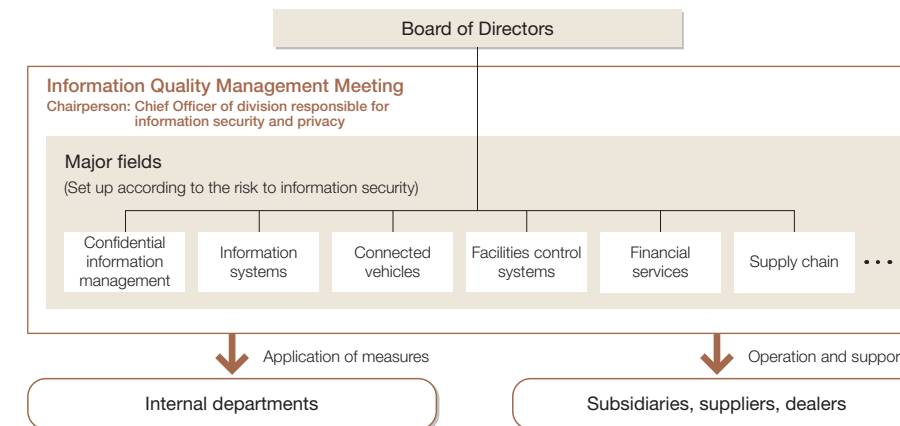 Board of Directors
Information Quality Management Meeting
Chairperson: Chief Officer of division responsible for
information security and privacy
Major fields
(Set up according to the risk to information security)
Confidential
information
management
Information
systems
Connected
vehicles
Facilities control
systems
Financial
services
Supply chain
...
Application of measures
Operation and suppor
Internal departments
Subsidiaries, suppliers, dealers